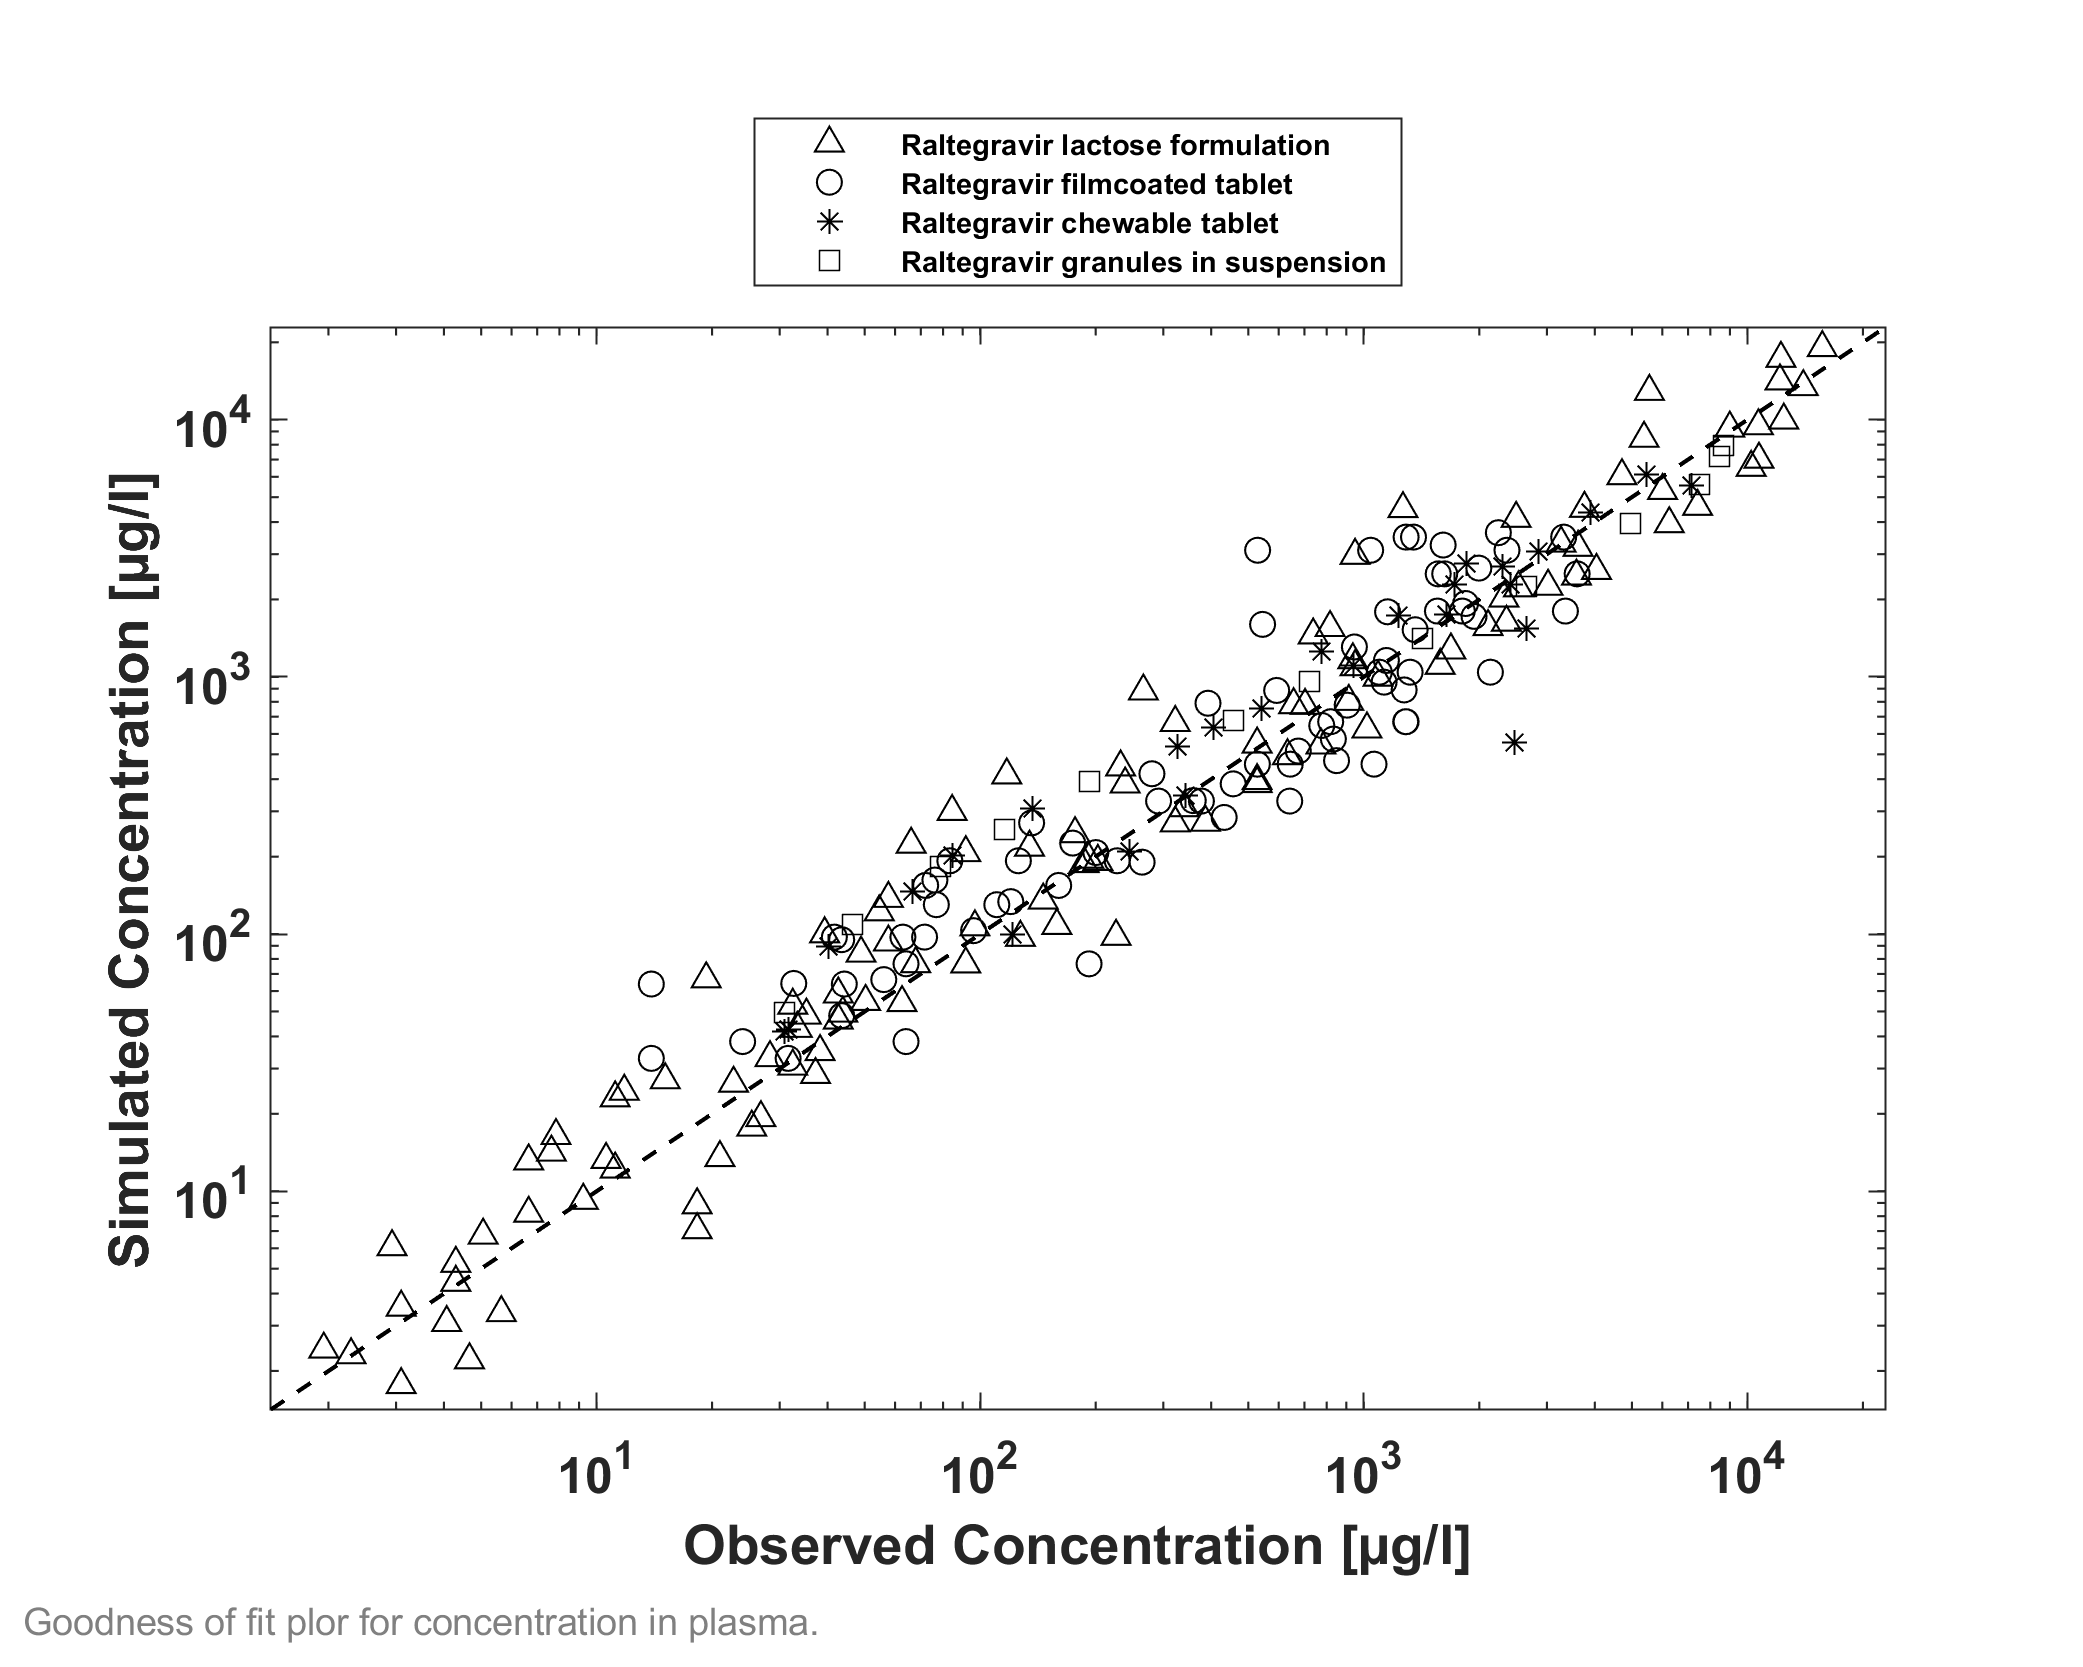 Raltegravir lactose formulation
Raltegravir filmcoated tablet
Raltegravir chewable tablet
Raltegravir granules in suspension
Simulated Concentration [µg/l]
10^4
10^3
10^2
10^1
10^1 10^2 10^3 10^4
Observed Concentration [µg/l]
Goodness of fit plor for concentration in plasma.